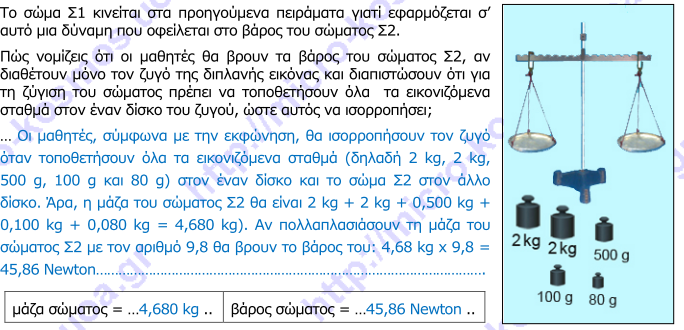 Το σώμα Σ1 κινείται στα προηγούμενα πειράματα γιατί εφαρμόζεται σ’
αυτό μια δύναμη που οφείλεται στο βάρος του σώματος Σ2.
Πώς νομίζεις ότι οι μαθητές θα βρουν τα βάρος του σώματος Σ2, αν
διαθέτουν μόνο τον ζυγό της διπλανής εικόνας και διαπιστώσουν ότι για
τη ζύγιση του σώματος πρέπει να τοποθετήσουν όλα τα εικονιζόμενα
σταθμά στον έναν δίσκο του ζυγού, ώστε αυτός να ισορροπήσει;
… Οι μαθητές, σύμφωνα με την εκφώνηση, θα ισορροπήσουν τον ζυγό
όταν τοποθετήσουν όλα τα εικονιζόμενα σταθμά (δηλαδή 2 kg, 2 kg,
500 g, 100 g και 80 g) στον έναν δίσκο και το σώμα Σ2 στον άλλο
δίσκο. Άρα, η μάζα του σώματος Σ2 θα είναι 2 kg + 2 kg + 0,500 kg +
0,100 kg + 0,080 kg = 4,680 kg). Αν πολλαπλασιάσουν τη μάζα του
σώματος Σ2 με τον αριθμό 9,8 θα βρουν το βάρος του: 4,68 kg x 9,8 =
45,86 Newton……………………………………………………………………….
μάζα σώματος = …4,680 kg .. βάρος σώματος = …45,86 Newton ..
2 kg 2 kg 500 g
100 g 80 g